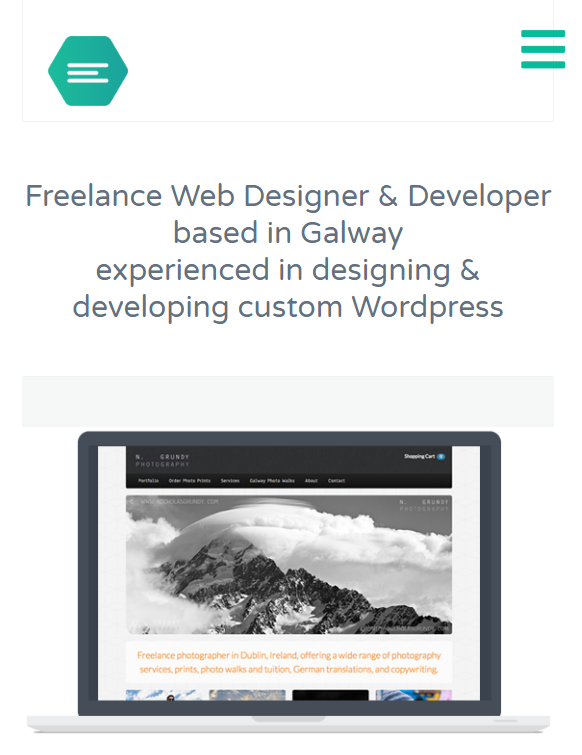 Freelance Web Designer & Developer
based in Galway
experienced in designing &
developing custom Wordpress
N. GRUNDY
PHOTOGRAPHY
Shopping Cart
Portfolio Order Photo Prints Services Galway Photo Walks About Contact
N. GRUNDY
PHOTOGRAPHY
Freelance photographer in Dublin, Ireland, offering a wide range of photography
services, prints, photo walks and tuition, German translations, and copywriting.